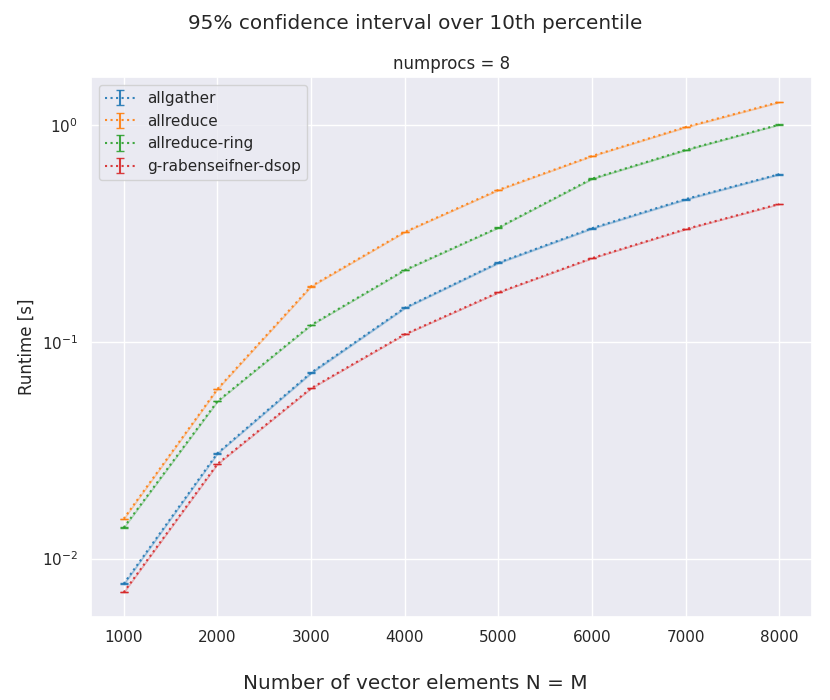 95% confidence interval over 10th percentile
numprocs = 8
allgather
allreduce
allreduce-ring
g-rabenseifner-dsop
10⁰
10⁻¹
10⁻²
Runtime [s]
1000 2000 3000 4000 5000 6000 7000 8000
Number of vector elements N = M